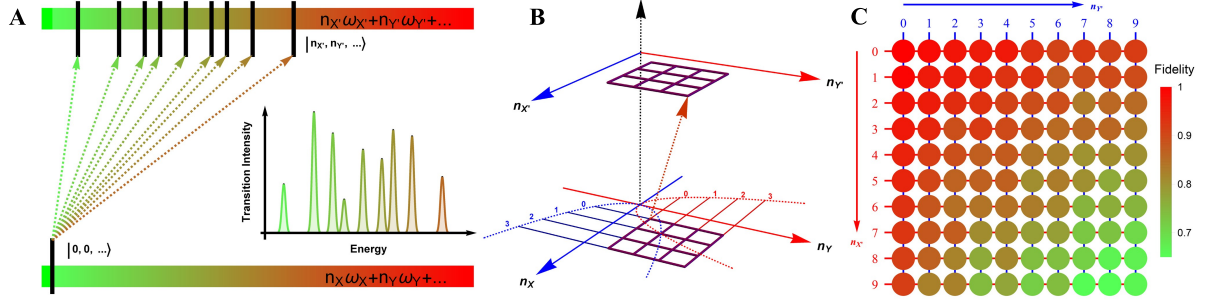 A
n_X' ω_X' + n_Y' ω_Y' + ...
|n_X', n_Y', ...⟩
Transition Intensity
Energy
|0, 0, ...⟩
n_X ω_X + n_Y ω_Y + ...
B
n_X'
n_Y'
3 2 1 0
0 1 2 3
n_X
n_Y
C
n_Y'
0 1 2 3 4 5 6 7 8 9
0
1
2
3
4
5
6
7
8
9
n_X'
Fidelity
1
0.9
0.8
0.7